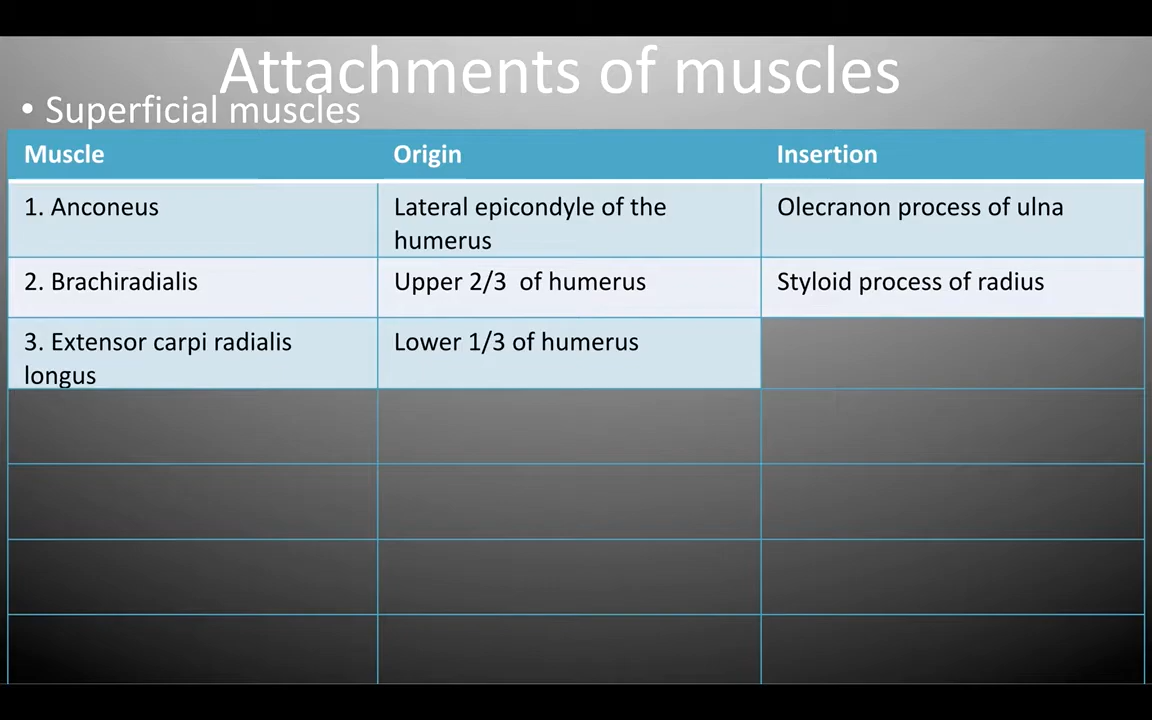 Attachments of muscles
• Superficial muscles
Muscle Origin Insertion
1. Anconeus Lateral epicondyle of the Olecranon process of ulna
humerus
2. Brachiradialis Upper 2/3 of humerus Styloid process of radius
3. Extensor carpi radialis Lower 1/3 of humerus
longus